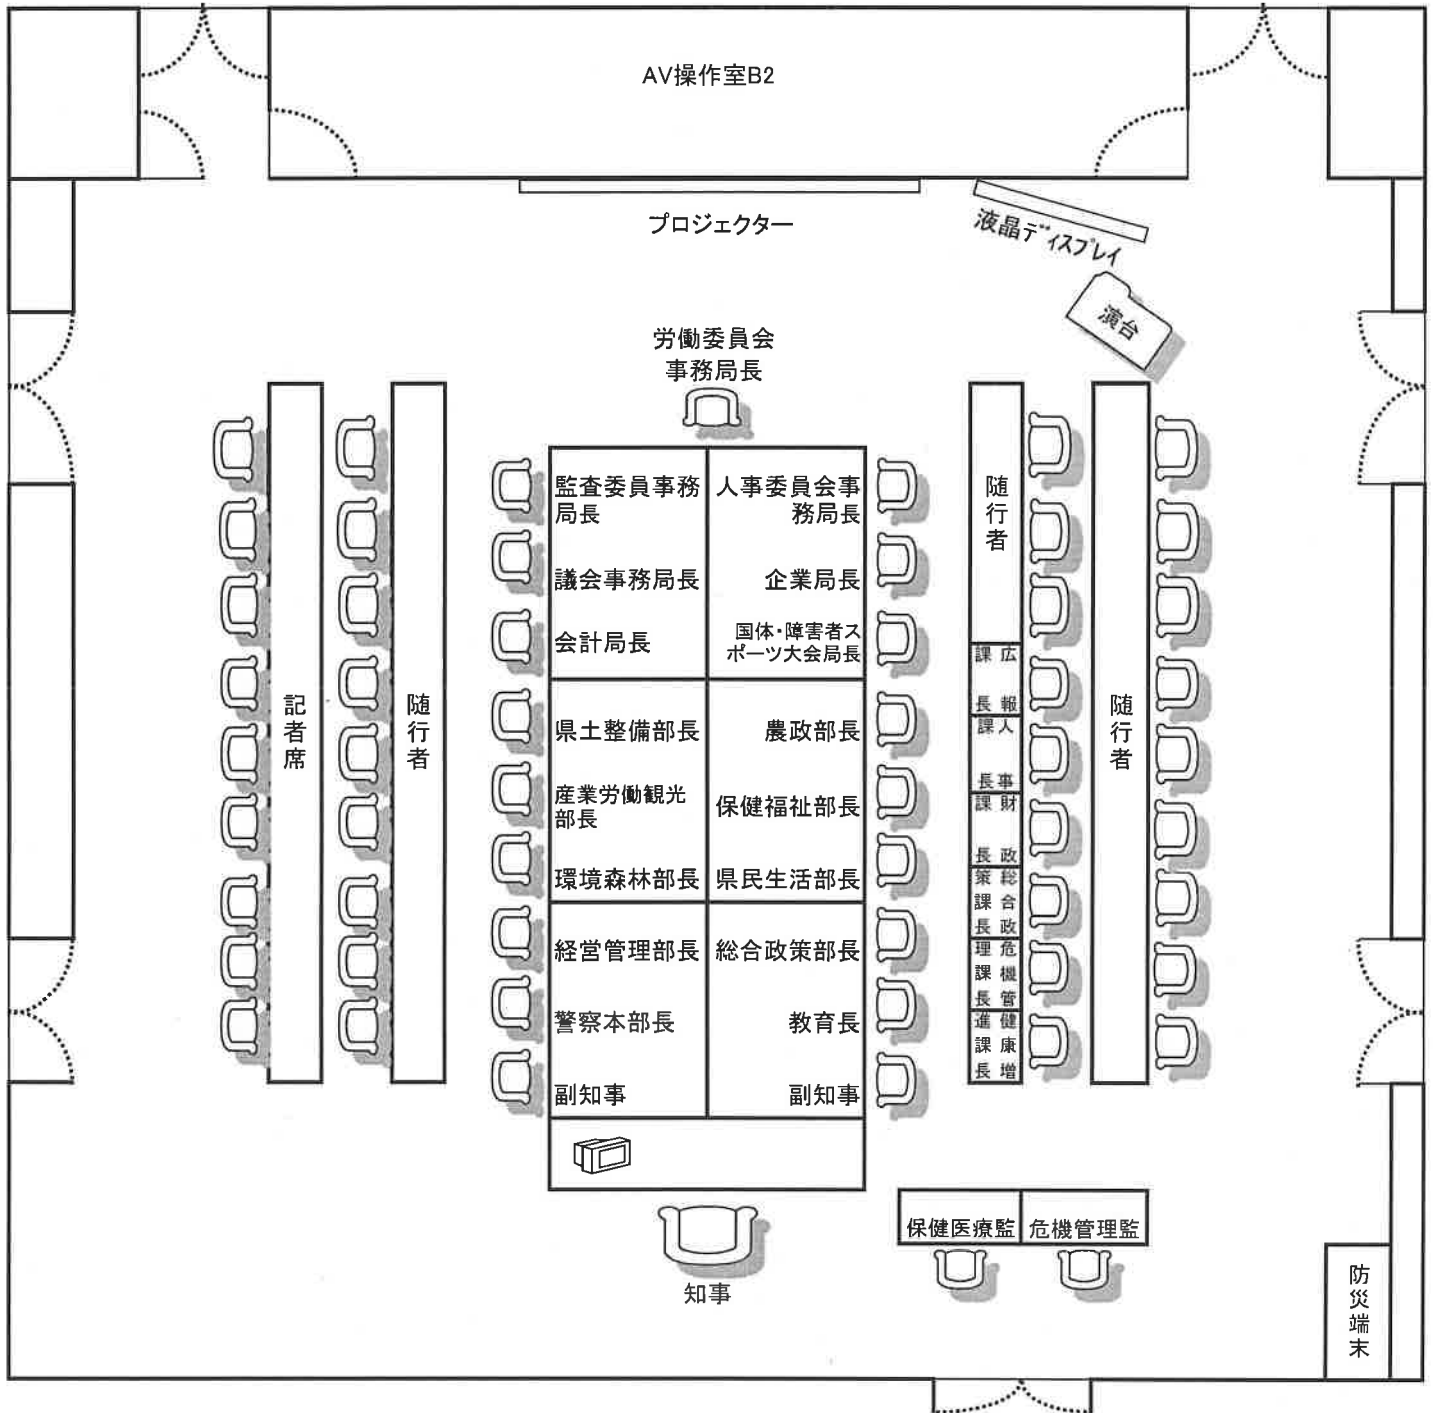 AV操作室B2
プロジェクター
液晶ディスプレイ
演台
労働委員会
事務局長
監査委員事務
局長
人事委員会事
務局長
議会事務局長
企業局長
会計局長
国体・障害者ス
ポーツ大会局長
県土整備部長
農政部長
産業労働観光
部長
保健福祉部長
環境森林部長
県民生活部長
経営管理部長
総合政策部長
警察本部長
教育長
副知事
副知事
記者席
随行者
随行者
広報
課長
人事
課長
財政
課長
総合政
策課長
危機管
理課長
健康増
進課長
随行者
知事
保健医療監
危機管理監
防災端末